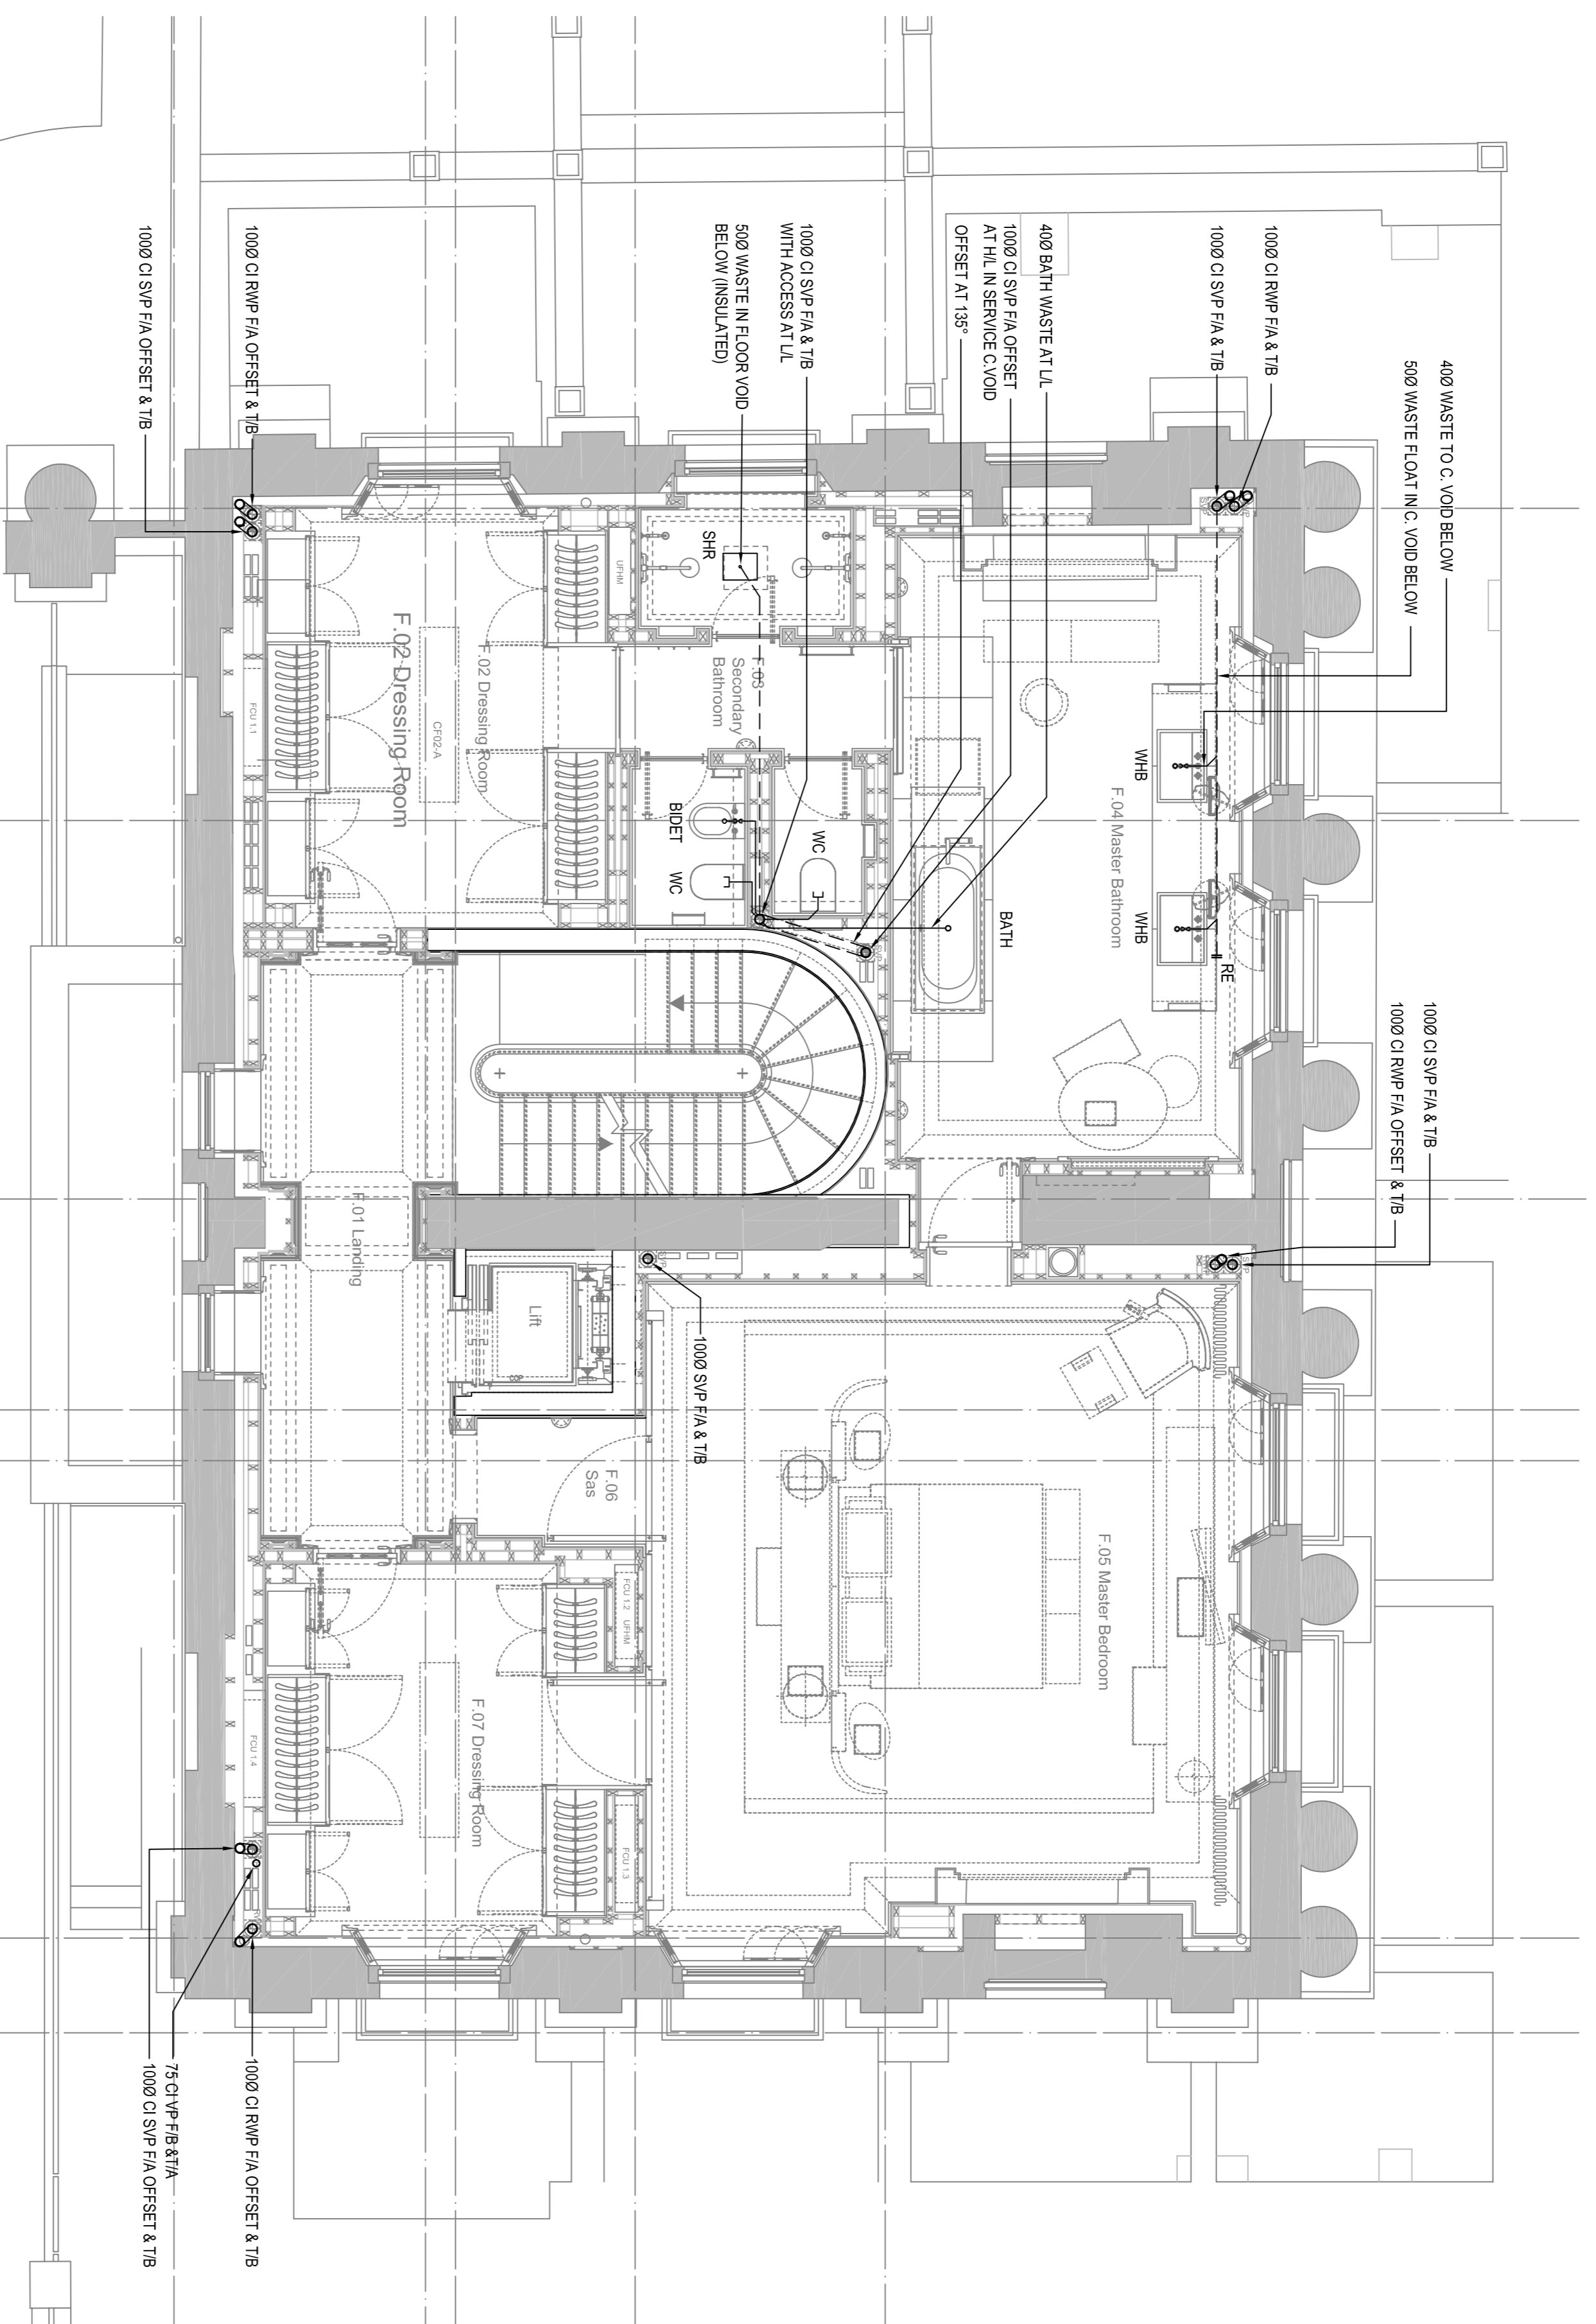 40Ø WASTE TO C. VOID BELOW
50Ø WASTE FLOAT IN C. VOID BELOW
100Ø CI RWP F/A & T/B
100Ø CI SVP F/A & T/B
40Ø BATH WASTE AT L/L
100Ø CI SVP F/A OFFSET
AT H/L IN SERVICE C.VOID
OFFSET AT 135°
100Ø CI SVP F/A & T/B
WITH ACCESS AT L/L
50Ø WASTE IN FLOOR VOID
BELOW (INSULATED)
100Ø CI RWP F/A OFFSET & T/B
100Ø CI SVP F/A OFFSET & T/B
100Ø CI SVP F/A & T/B
100Ø CI RWP F/A OFFSET & T/B
100Ø SVP F/A & T/B
WHB
WHB
RE
F.04 Master Bathroom
BATH
SHR
UFHM
F.03
Secondary
Bathroom
WC
BIDET
WC
F.02 Dressing Room
F.02 Dressing Room
CF02-A
FCU 1.1
F.01 Landing
Lift
SVP
SVP
F.05 Master Bedroom
F.06
Sas
FCU 1.2
UFHM
F.07 Dressing Room
FCU 1.3
FCU 1.4
100Ø CI RWP F/A OFFSET & T/B
75 CI VP F/B &T/A
100Ø CI SVP F/A OFFSET & T/B